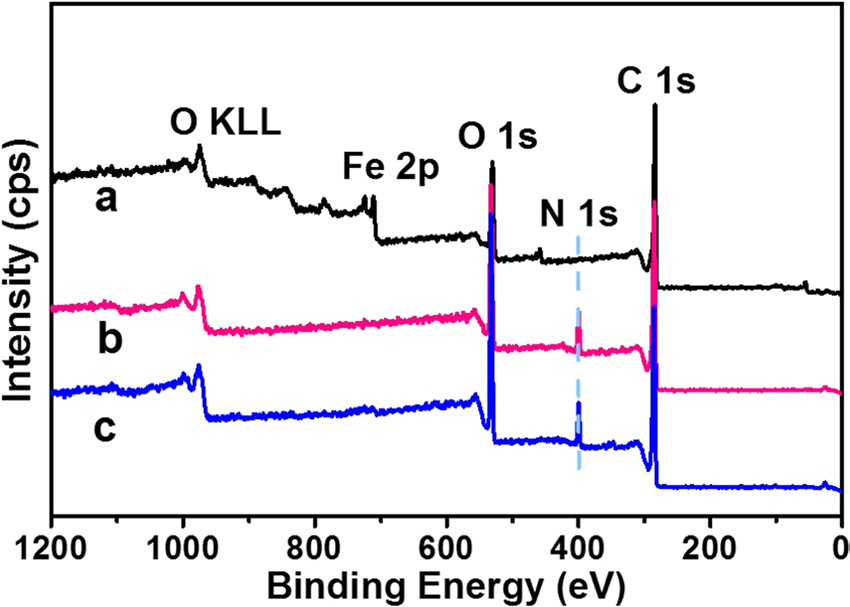 C 1s
O KLL
O 1s
Fe 2p
N 1s
a
b
c
Intensity (cps)
1200 1000 800 600 400 200 0
Binding Energy (eV)